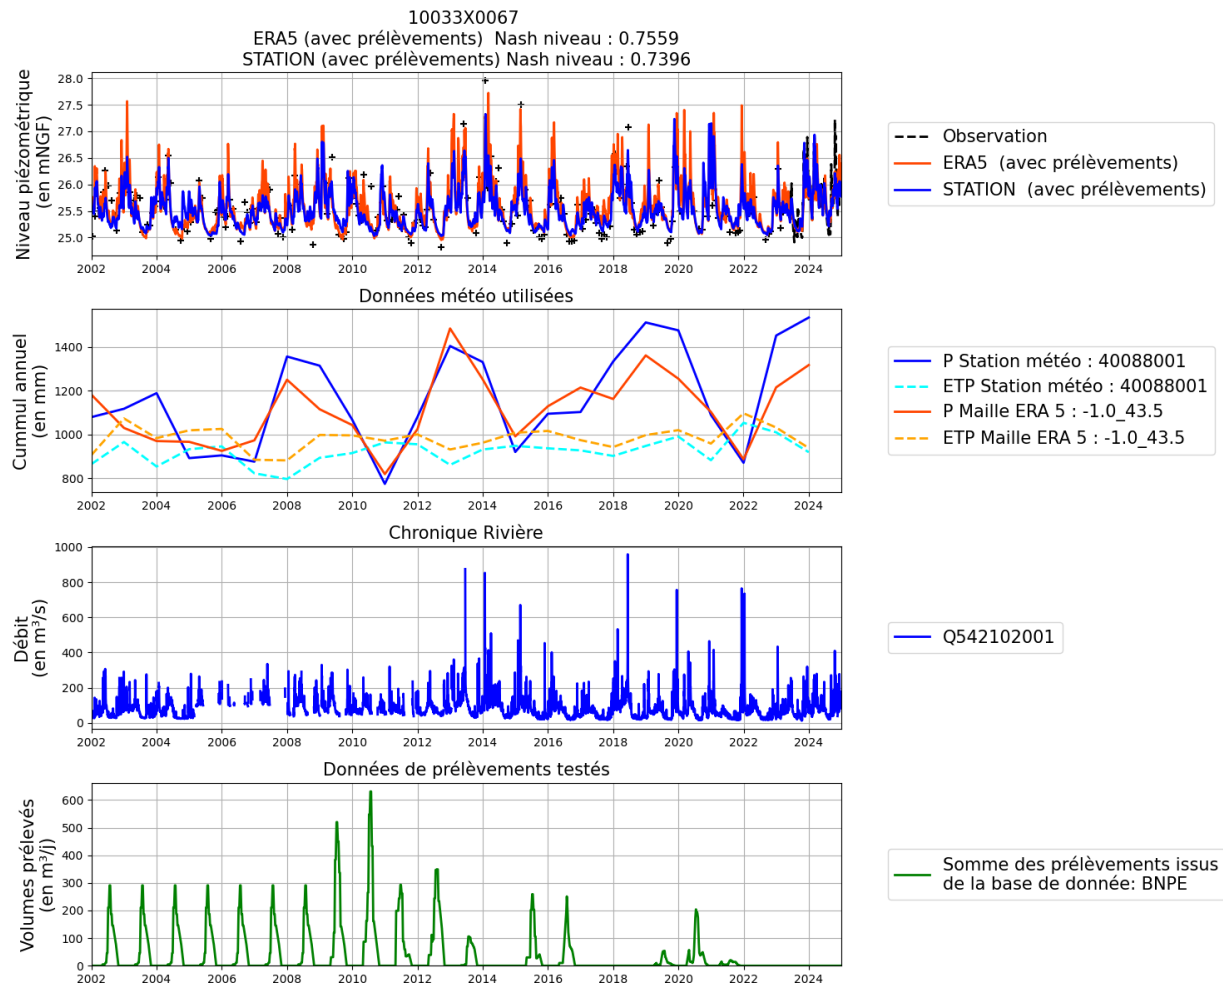 10033X0067
ERA5 (avec prélèvements)  Nash niveau : 0.7559
STATION (avec prélèvements) Nash niveau : 0.7396
Niveau piézométrique
(en mNGF)
28.0
27.5
27.0
26.5
26.0
25.5
25.0
2002 2004 2006 2008 2010 2012 2014 2016 2018 2020 2022 2024
Observation
ERA5  (avec prélèvements)
STATION  (avec prélèvements)
Données météo utilisées
Cummul annuel
(en mm)
1400
1200
1000
800
2002 2004 2006 2008 2010 2012 2014 2016 2018 2020 2022 2024
P Station météo : 40088001
ETP Station météo : 40088001
P Maille ERA 5 : -1.0_43.5
ETP Maille ERA 5 : -1.0_43.5
Chronique Rivière
Débit
(en m³/s)
1000
800
600
400
200
0
2002 2004 2006 2008 2010 2012 2014 2016 2018 2020 2022 2024
Q542102001
Données de prélèvements testés
Volumes prélevés
(en m³/j)
600
500
400
300
200
100
0
2002 2004 2006 2008 2010 2012 2014 2016 2018 2020 2022 2024
Somme des prélèvements issus
de la base de donnée: BNPE